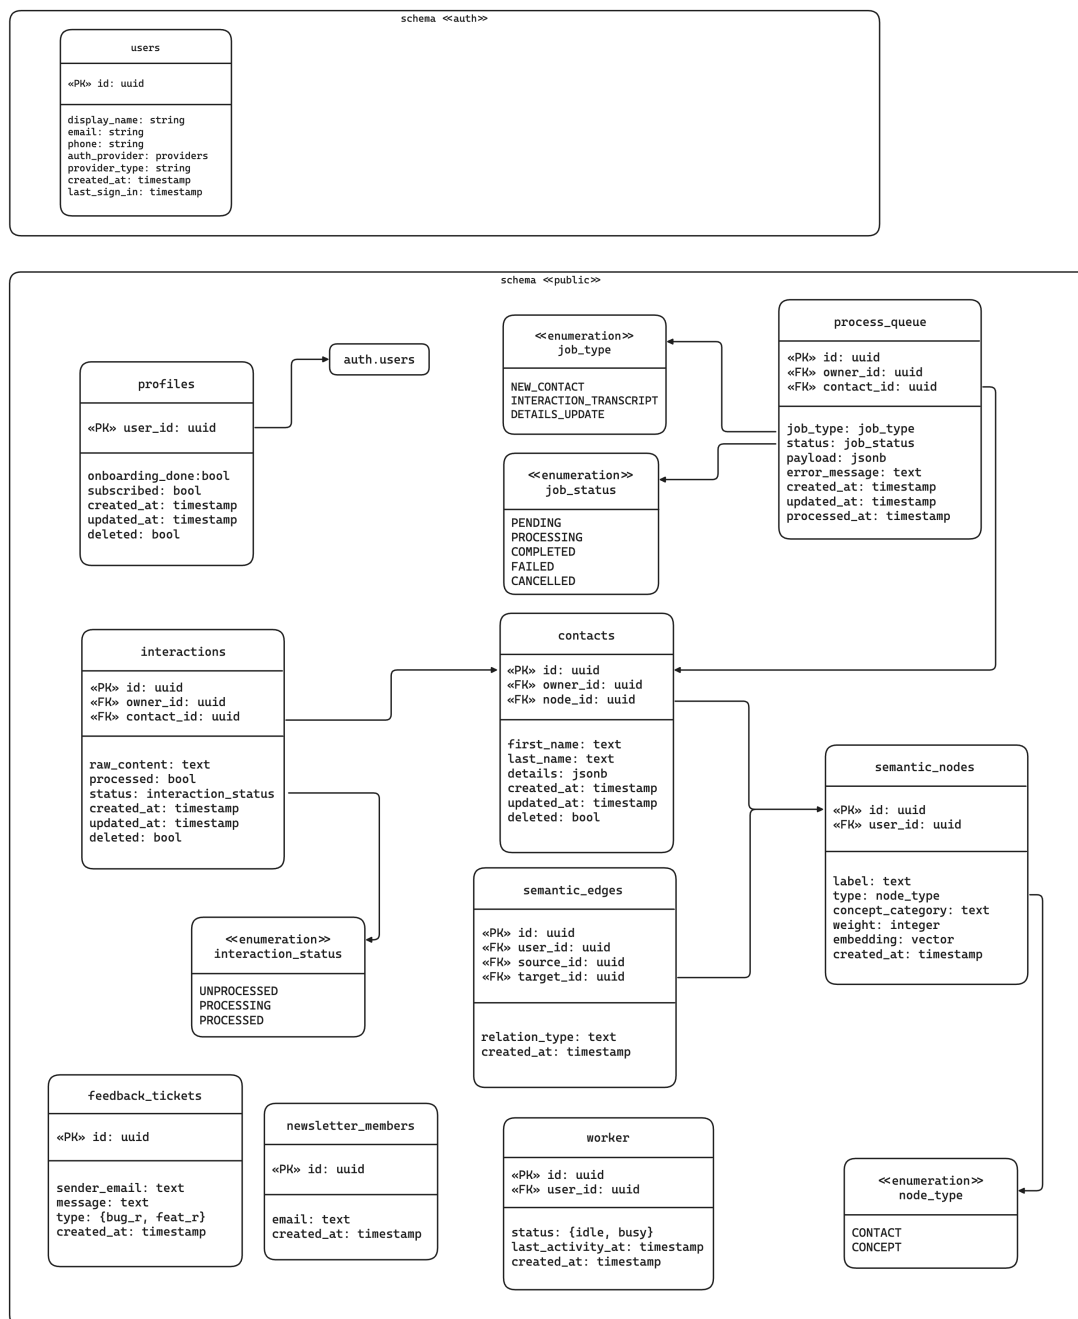 schema <<auth>>
users
«PK» id: uuid
display_name: string
email: string
phone: string
auth_provider: providers
provider_type: string
created_at: timestamp
last_sign_in: timestamp
schema <<public>>
profiles
«PK» user_id: uuid
onboarding_done:bool
subscribed: bool
created_at: timestamp
updated_at: timestamp
deleted: bool
auth.users
<<enumeration>>
job_type
NEW_CONTACT
INTERACTION_TRANSCRIPT
DETAILS_UPDATE
<<enumeration>>
job_status
PENDING
PROCESSING
COMPLETED
FAILED
CANCELLED
process_queue
«PK» id: uuid
«FK» owner_id: uuid
«FK» contact_id: uuid
job_type: job_type
status: job_status
payload: jsonb
error_message: text
created_at: timestamp
updated_at: timestamp
processed_at: timestamp
interactions
«PK» id: uuid
«FK» owner_id: uuid
«FK» contact_id: uuid
raw_content: text
processed: bool
status: interaction_status
created_at: timestamp
updated_at: timestamp
deleted: bool
contacts
«PK» id: uuid
«FK» owner_id: uuid
«FK» node_id: uuid
first_name: text
last_name: text
details: jsonb
created_at: timestamp
updated_at: timestamp
deleted: bool
semantic_nodes
«PK» id: uuid
«FK» user_id: uuid
label: text
type: node_type
concept_category: text
weight: integer
embedding: vector
created_at: timestamp
<<enumeration>>
interaction_status
UNPROCESSED
PROCESSING
PROCESSED
semantic_edges
«PK» id: uuid
«FK» user_id: uuid
«FK» source_id: uuid
«FK» target_id: uuid
relation_type: text
created_at: timestamp
feedback_tickets
«PK» id: uuid
sender_email: text
message: text
type: {bug_r, feat_r}
created_at: timestamp
newsletter_members
«PK» id: uuid
email: text
created_at: timestamp
worker
«PK» id: uuid
«FK» user_id: uuid
status: {idle, busy}
last_activity_at: timestamp
created_at: timestamp
<<enumeration>>
node_type
CONTACT
CONCEPT